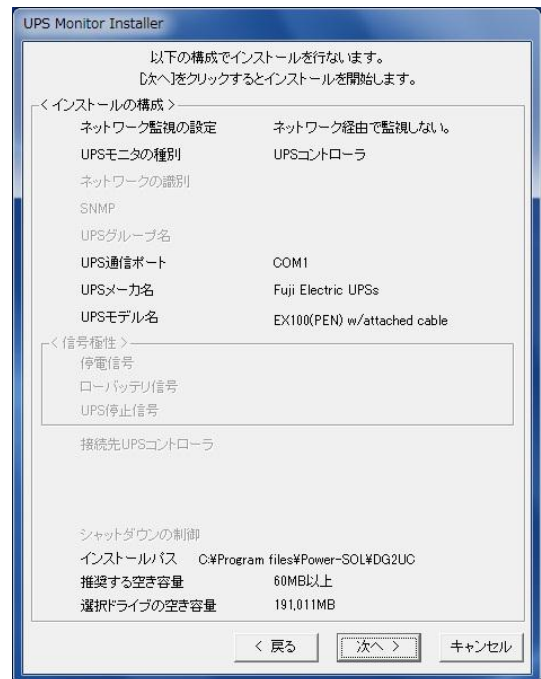 UPS Monitor Installer
以下の構成でインストールを行ないます。
[次へ]をクリックするとインストールを開始します。
<インストールの構成>
ネットワーク監視の設定 ネットワーク経由で監視しない。
UPSモニタの種別 UPSコントローラ
ネットワークの識別
SNMP
UPSグループ名
UPS通信ポート COM1
UPSメーカ名 Fuji Electric UPSs
UPSモデル名 EX100(PEN) w/attached cable
<信号極性>
停電信号
ローバッテリ信号
UPS停止信号
接続先UPSコントローラ
シャットダウンの制御
インストールパス C:¥Program files¥Power-SOL¥DG2UC
推奨する空き容量 60MB以上
選択ドライブの空き容量 191,011MB
< 戻る 次へ > キャンセル